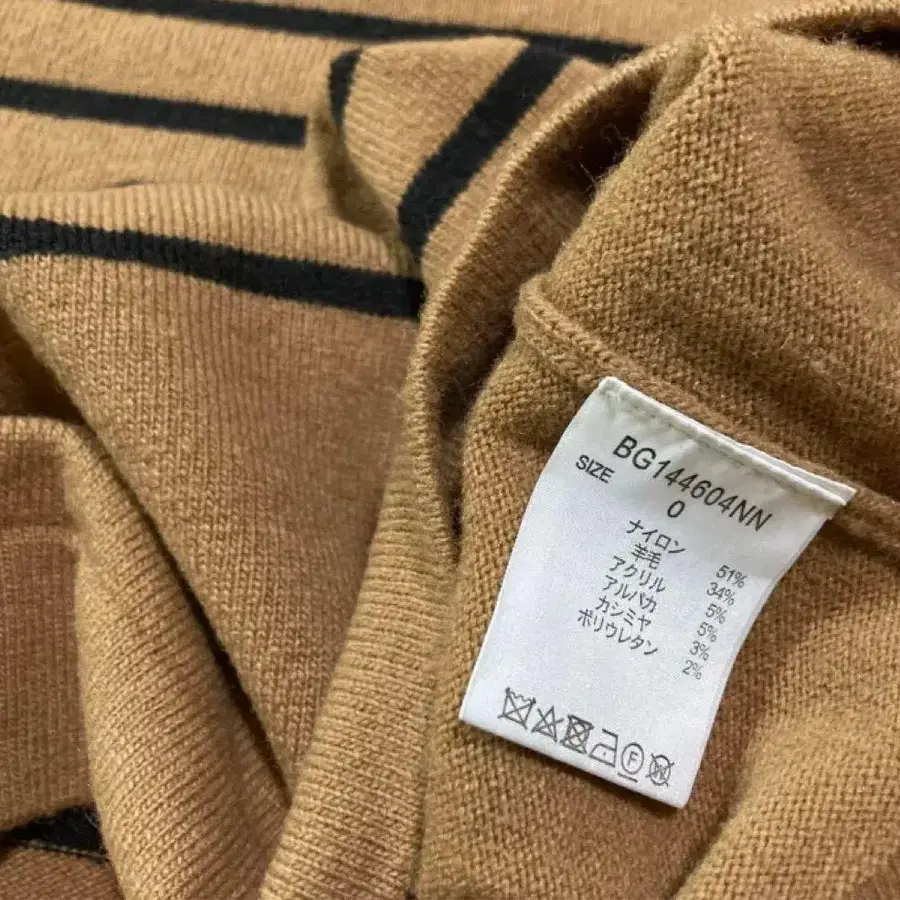 BG144604NN
SIZE 0
ナイロン 51%
羊毛 34%
アクリル 5%
アルパカ 5%
カシミヤ 3%
ポリウレタン 2%
F
W